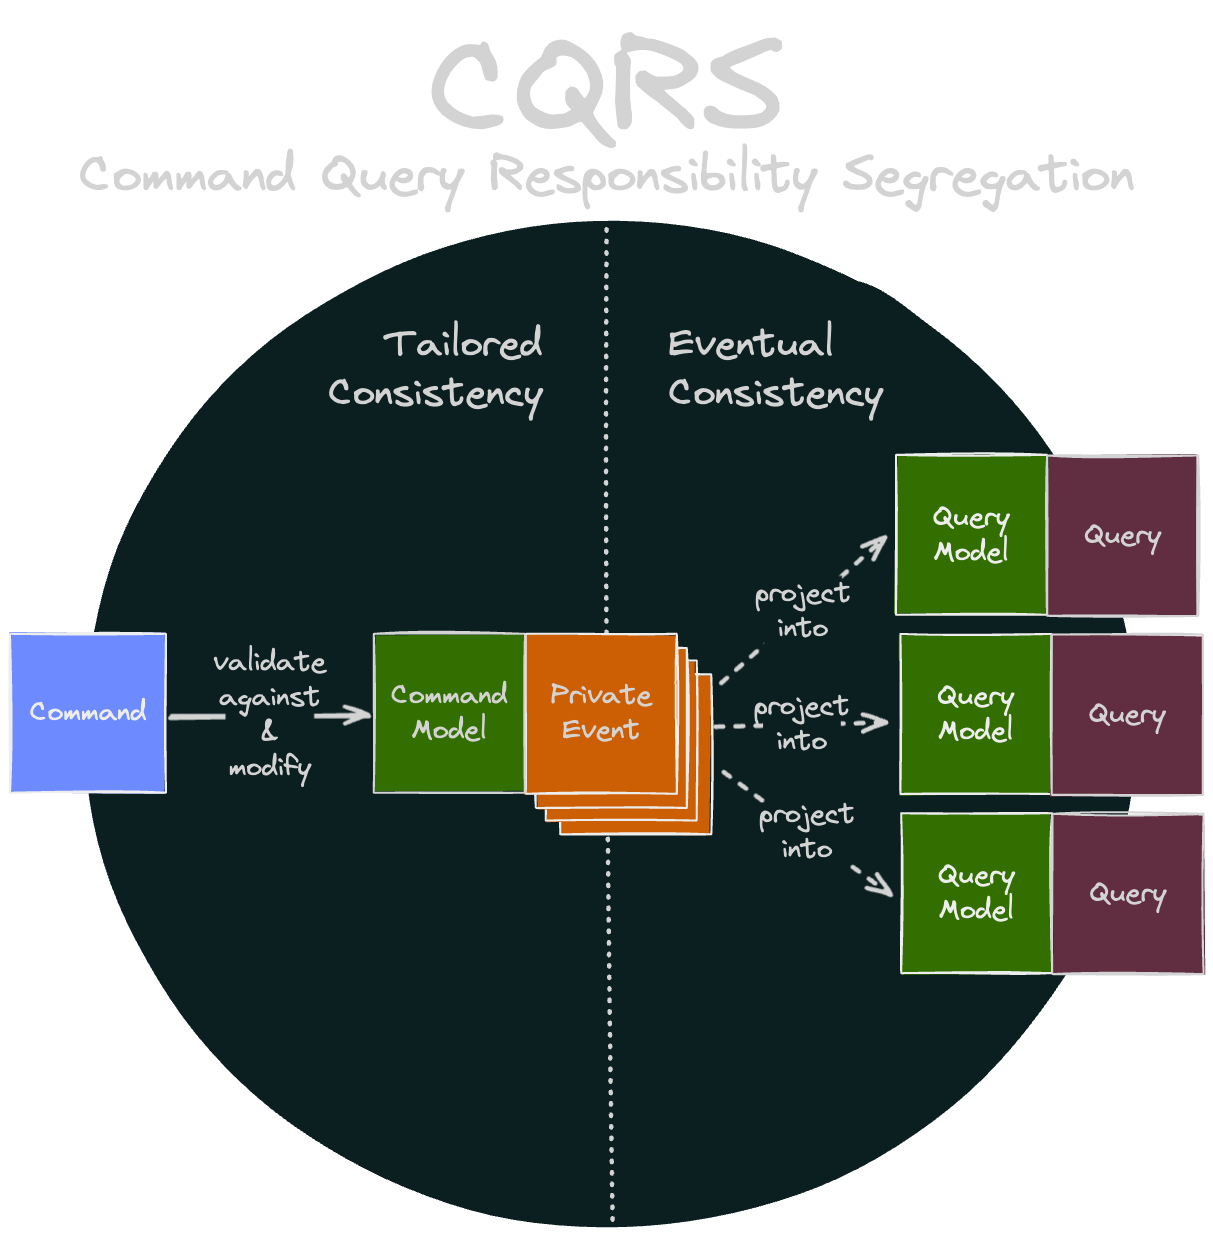 CQRS
Command Query Responsibility Segregation
Tailored
Consistency
Eventual
Consistency
Command
validate
against
&
modify
Command
Model
Private
Event
project
into
project
into
project
into
Query
Model
Query
Query
Model
Query
Query
Model
Query